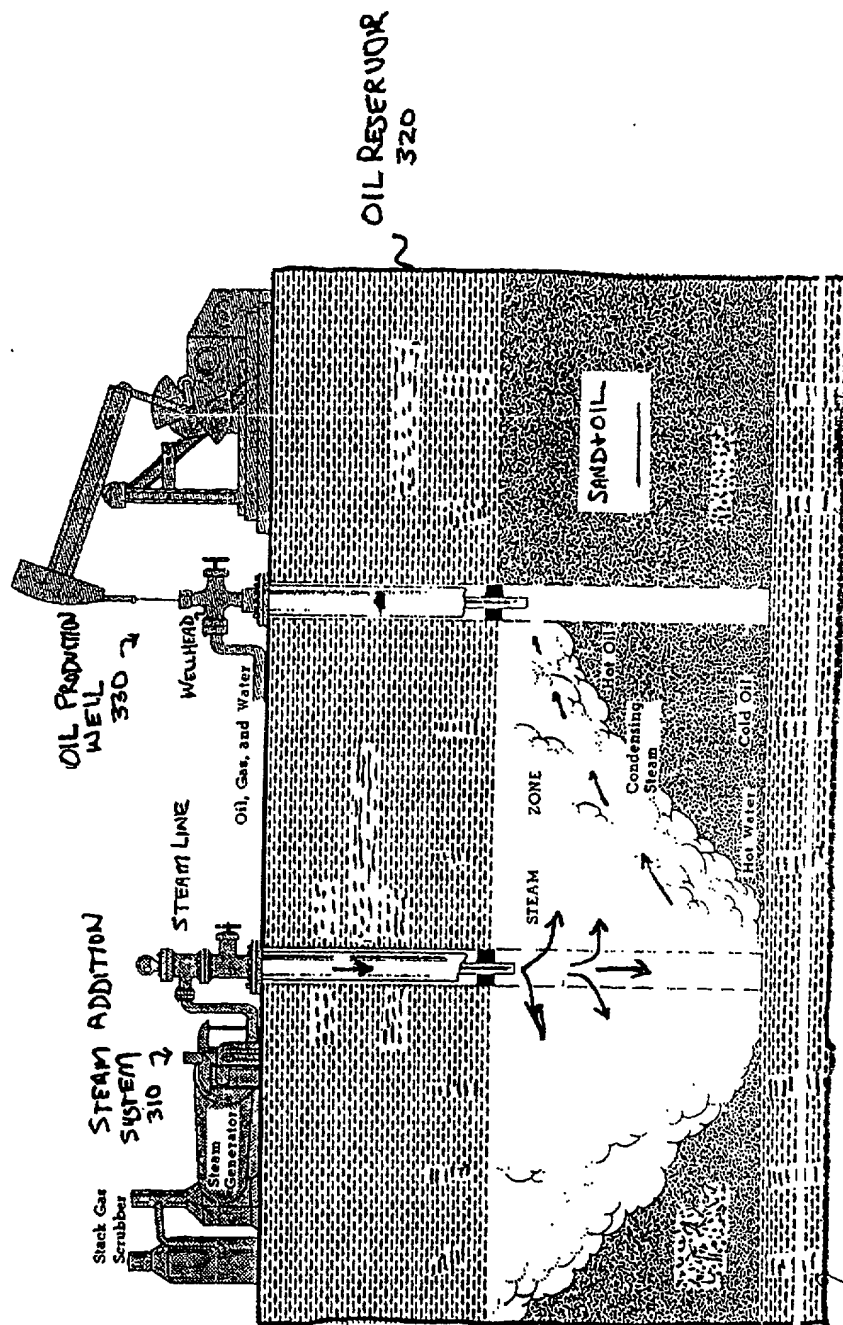 Stack Gas
Scrubber
Steam
Generator
STEAM ADDITION
SYSTEM
310
STEAM LINE
OIL PRODUCTION
WELL
330
WELLHEAD
Oil, Gas, and Water
OIL RESERVOIR
320
STEAM ZONE
SAND + OIL
Hot Oil
Condensing
Steam
Hot Water
Cold Oil